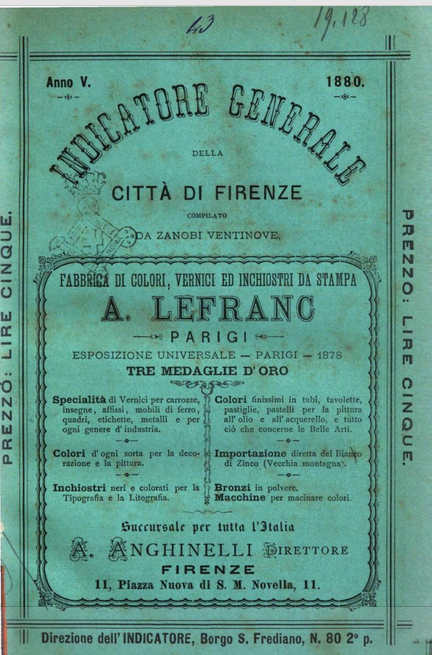 43
19.128
Anno V.
1880.
INDICATORE GENERALE
DELLA
CITTÀ DI FIRENZE
COMPILATO
DA ZANOBI VENTINOVE.
PREZZO: LIRE CINQUE.
PREZZO: LIRE CINQUE.
FABBRICA DI COLORI, VERNICI ED INCHIOSTRI DA STAMPA
A. LEFRANC
PARIGI
ESPOSIZIONE UNIVERSALE — PARIGI — 1878
TRE MEDAGLIE D'ORO
Specialità di Vernici per carrozze,
insegne, affissi, mobili di ferro,
quadri, etichette, metalli e per
ogni genere d'industria.
Colori d'ogni sorta per la deco-
razione e la pittura.
Inchiostri neri e colorati per la
Tipografia e la Litografia.
Colori finissimi in tubi, tavolette,
pastiglie, pastelli per la pittura
all'olio e all'acquerello, e tutto
ciò che concerne le Belle Arti.
Importazione diretta del Bianco
di Zinco (Vecchia montagna).
Bronzi in polvere.
Macchine per macinare colori.
Succursale per tutta l'Italia
A. ANGHINELLI DIRETTORE
FIRENZE
11, Piazza Nuova di S. M. Novella, 11.
Direzione dell'INDICATORE, Borgo S. Frediano, N. 80 2º p.